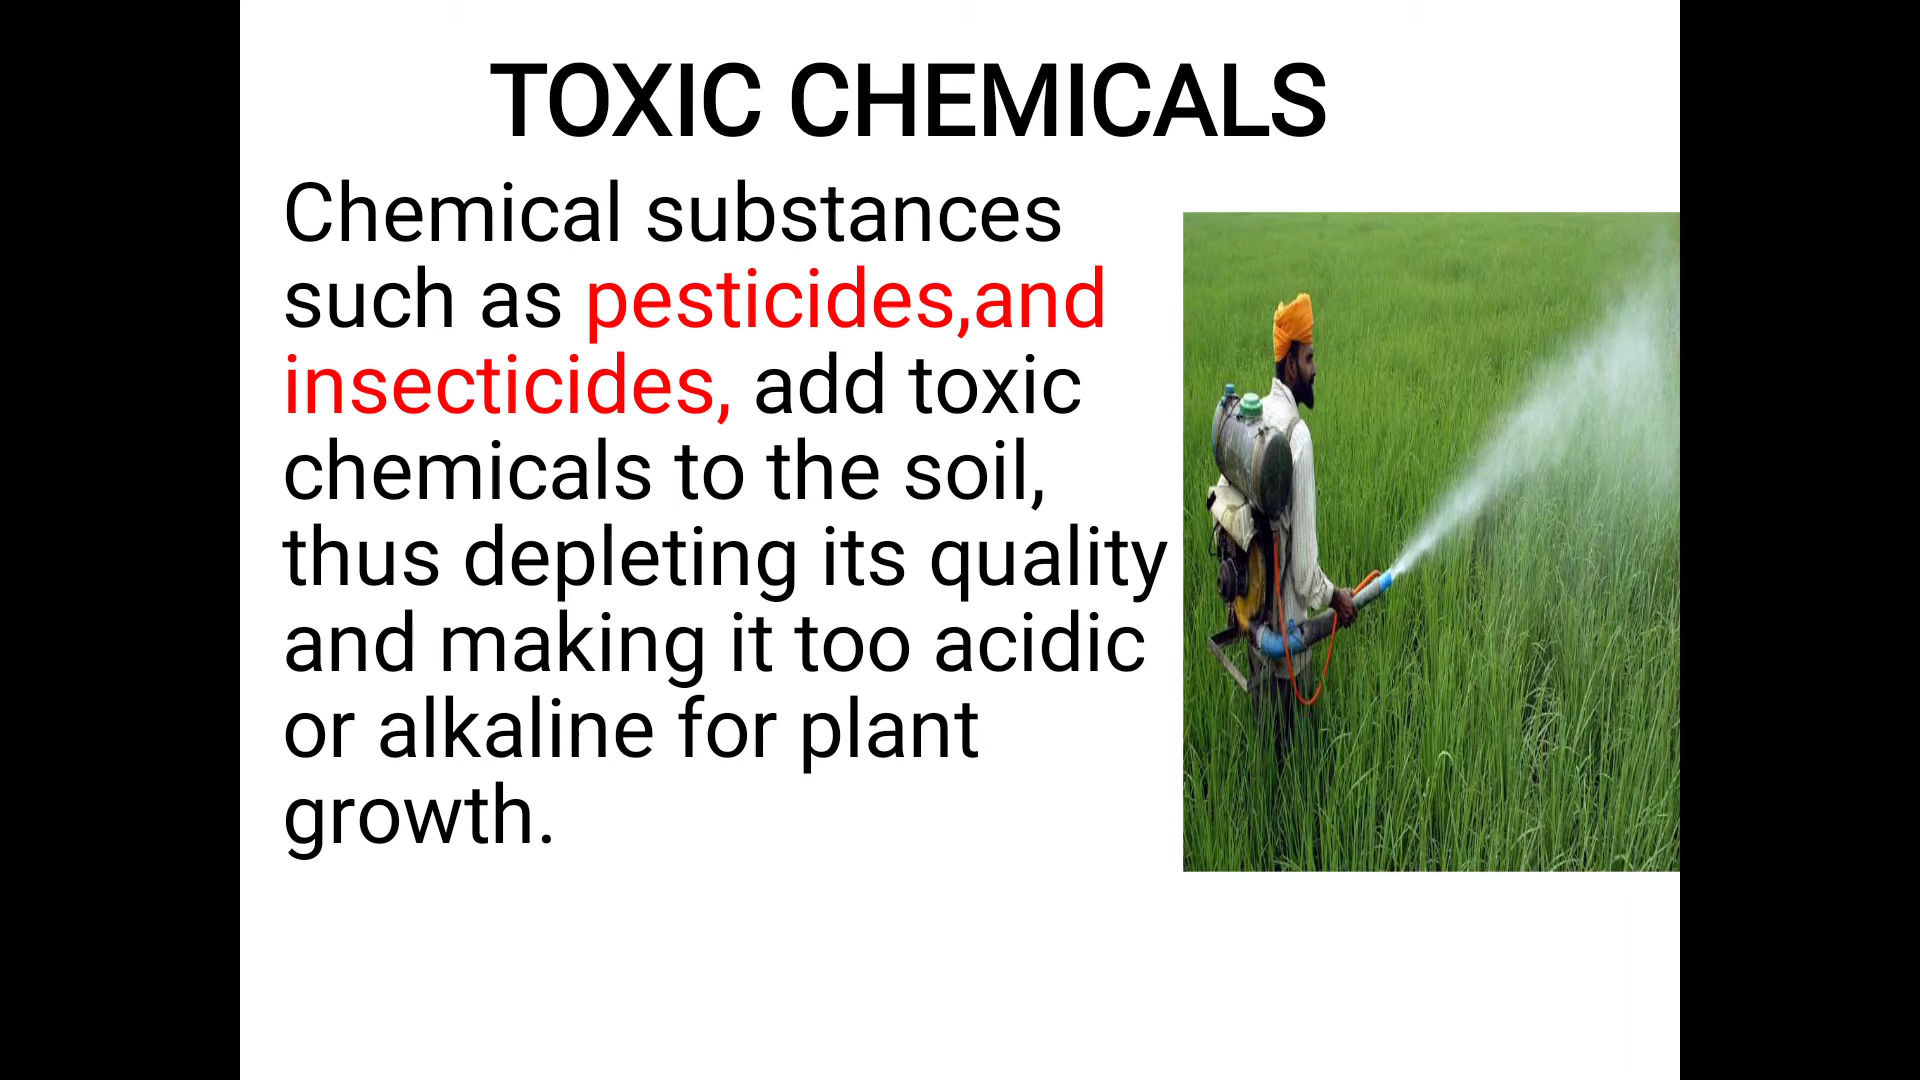 TOXIC CHEMICALS
Chemical substances
such as pesticides,and
insecticides, add toxic
chemicals to the soil,
thus depleting its quality
and making it too acidic
or alkaline for plant
growth.